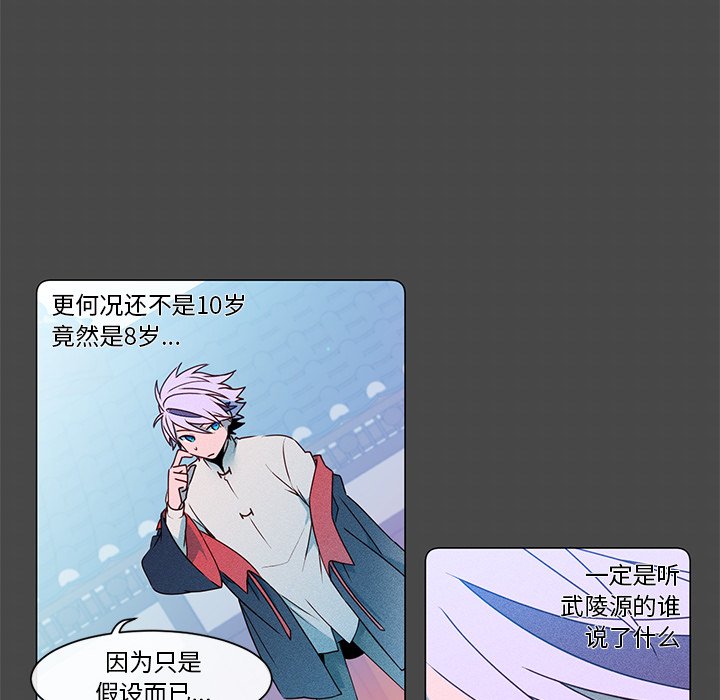 更何况还不是10岁
竟然是8岁...
一定是听
武陵源的谁
说了什么
因为只是
假设而已...